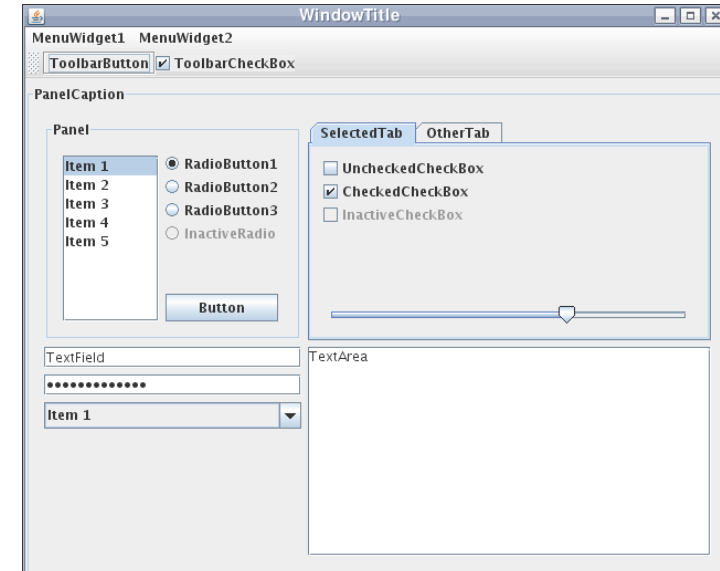 WindowTitle
MenuWidget1 MenuWidget2
ToolbarButton ToolbarCheckBox
PanelCaption
Panel
Item 1
Item 2
Item 3
Item 4
Item 5
RadioButton1
RadioButton2
RadioButton3
InactiveRadio
Button
SelectedTab OtherTab
UncheckedCheckBox
CheckedCheckBox
InactiveCheckBox
TextField
•••••••••••••
Item 1
TextArea